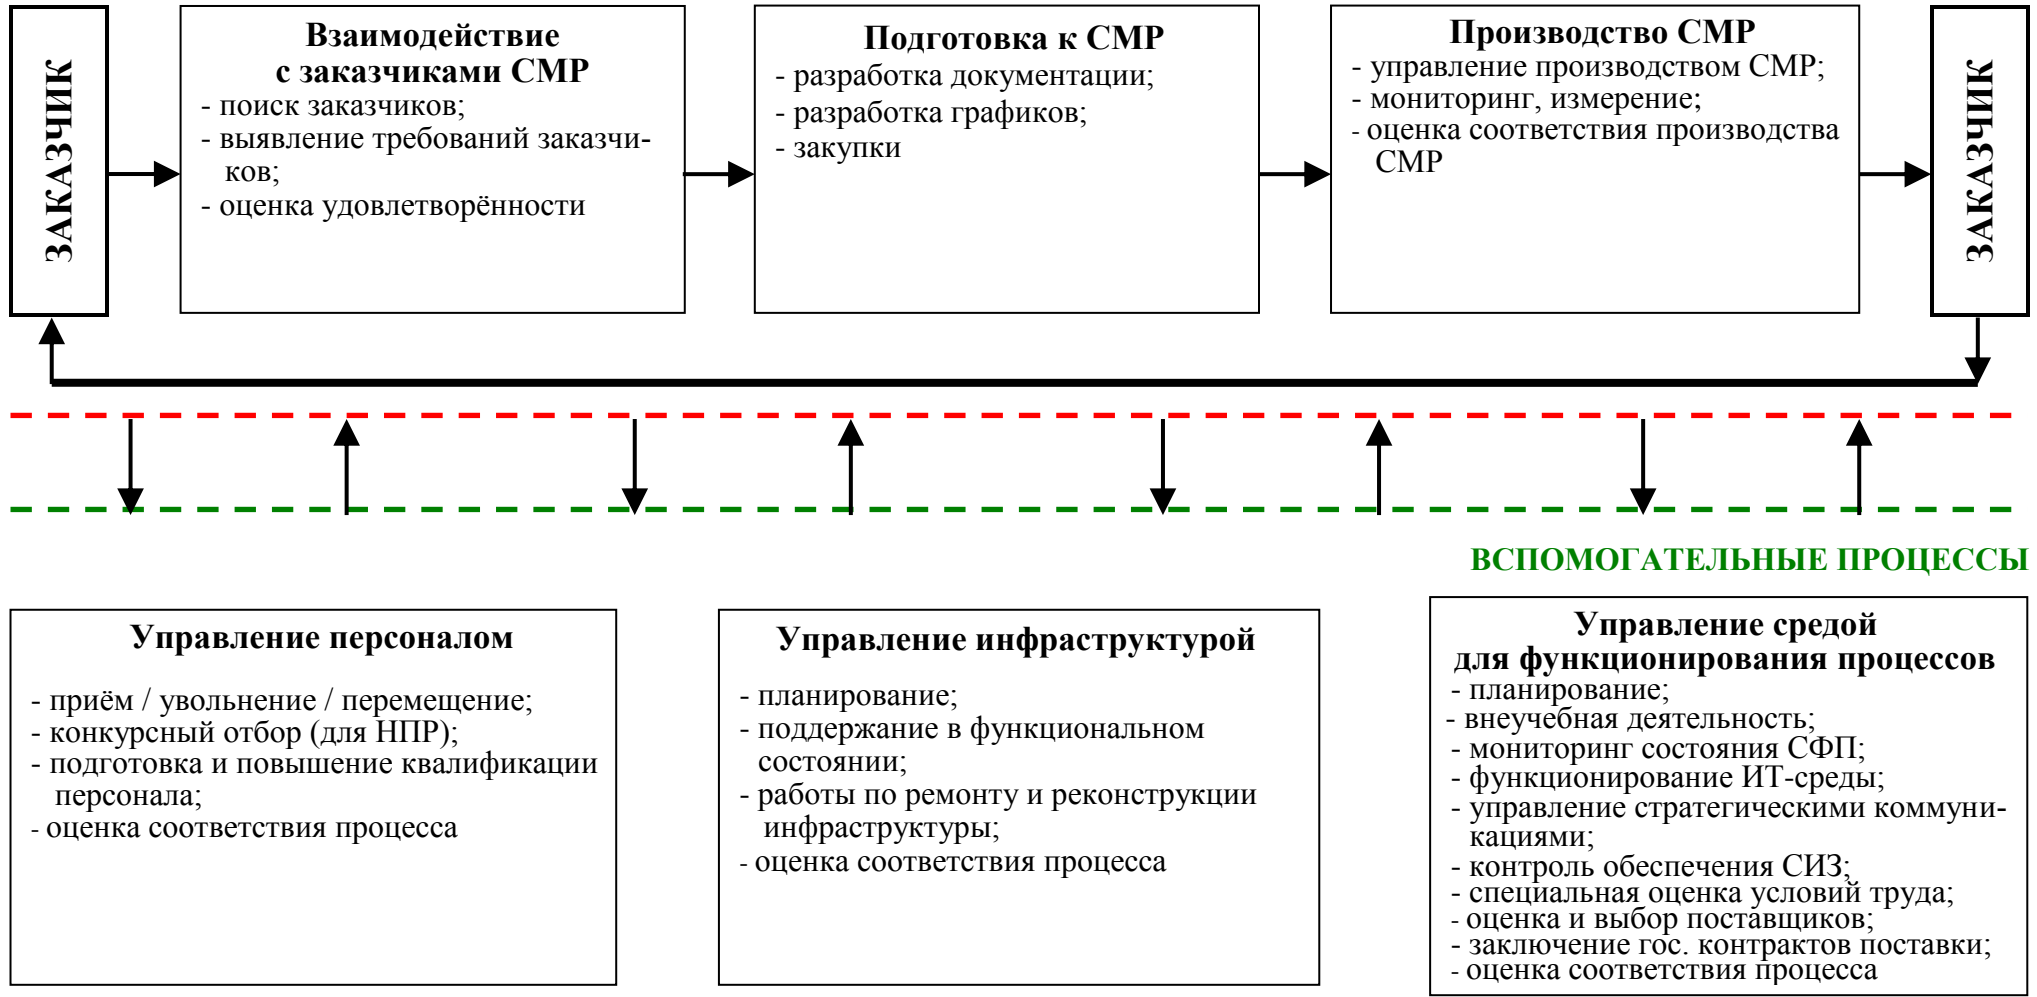 ЗАКАЗЧИК
Взаимодействие
с заказчиками СМР
- поиск заказчиков;
- выявление требований заказчи-
ков;
- оценка удовлетворённости
Подготовка к СМР
- разработка документации;
- разработка графиков;
- закупки
Производство СМР
- управление производством СМР;
- мониторинг, измерение;
- оценка соответствия производства
СМР
ЗАКАЗЧИК
ВСПОМОГАТЕЛЬНЫЕ ПРОЦЕССЫ
Управление персоналом
- приём / увольнение / перемещение;
- конкурсный отбор (для НПР);
- подготовка и повышение квалификации
персонала;
- оценка соответствия процесса
Управление инфраструктурой
- планирование;
- поддержание в функциональном
состоянии;
- работы по ремонту и реконструкции
инфраструктуры;
- оценка соответствия процесса
Управление средой
для функционирования процессов
- планирование;
- внеучебная деятельность;
- мониторинг состояния СФП;
- функционирование ИТ-среды;
- управление стратегическими коммуни-
кациями;
- контроль обеспечения СИЗ;
- специальная оценка условий труда;
- оценка и выбор поставщиков;
- заключение гос. контрактов поставки;
- оценка соответствия процесса